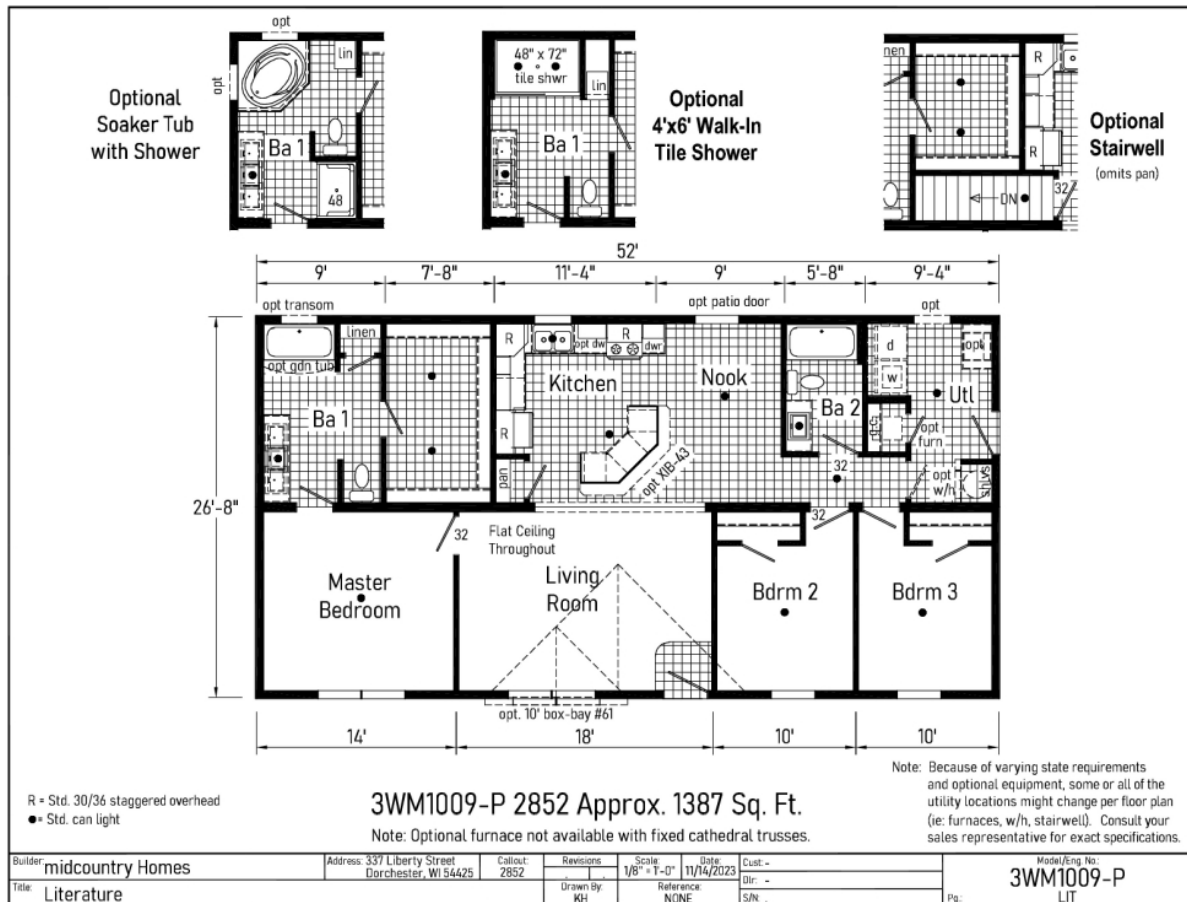 opt
opt
lin
Ba 1
48
Optional
Soaker Tub
with Shower
48" x 72"
tile shwr
lin
Ba 1
Optional
4'x6' Walk-In
Tile Shower
R
R
32
DN
Optional
Stairwell
(omits pan)
52'
9'
7'-8"
11'-4"
9'
5'-8"
9'-4"
opt transom
opt patio door
opt
26'-8"
linen
opt gdn tub
Ba 1
R
opt dw
R
dwr
Kitchen
Nook
R
pan
opt XIB-43
Ba 2
d
w
opt
Utl
opt
furn
32
opt
w/h
shlvs
32
32
Flat Ceiling
Throughout
Master
Bedroom
Living
Room
Bdrm 2
Bdrm 3
opt. 10' box-bay #61
14'
18'
10'
10'
R = Std. 30/36 staggered overhead
●= Std. can light
3WM1009-P 2852 Approx. 1387 Sq. Ft.
Note: Optional furnace not available with fixed cathedral trusses.
Note: Because of varying state requirements
and optional equipment, some or all of the
utility locations might change per floor plan
(ie: furnaces, w/h, stairwell). Consult your
sales representative for exact specifications.
Builder: midcountry Homes
Address: 337 Liberty Street
Dorchester, WI 54425
Callout:
2852
Revisions
Scale:
1/8" = 1'-0"
Date:
11/14/2023
Cust:-
Dlr: -
S/N: .
Model/Eng. No.:
3WM1009-P
Title: Literature
Drawn By:
KH
Reference:
NONE
Pg.:
LIT